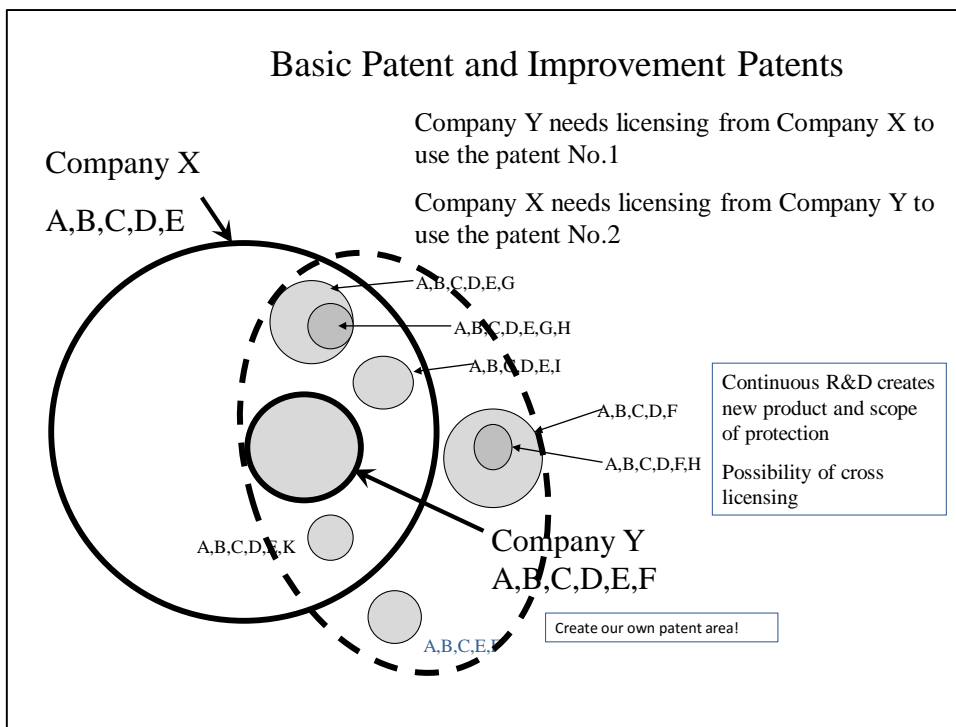 Basic Patent and Improvement Patents
Company Y needs licensing from Company X to
use the patent No.1
Company X
A,B,C,D,E
Company X needs licensing from Company Y to
use the patent No.2
A,B,C,D,E,G
A,B,C,D,E,G,H
A,B,C,D,E,I
Continuous R&D creates
new product and scope
of protection
Possibility of cross
licensing
A,B,C,D,F
A,B,C,D,F,H
A,B,C,D,E,K
Company Y
A,B,C,D,E,F
Create our own patent area!
A,B,C,E,F